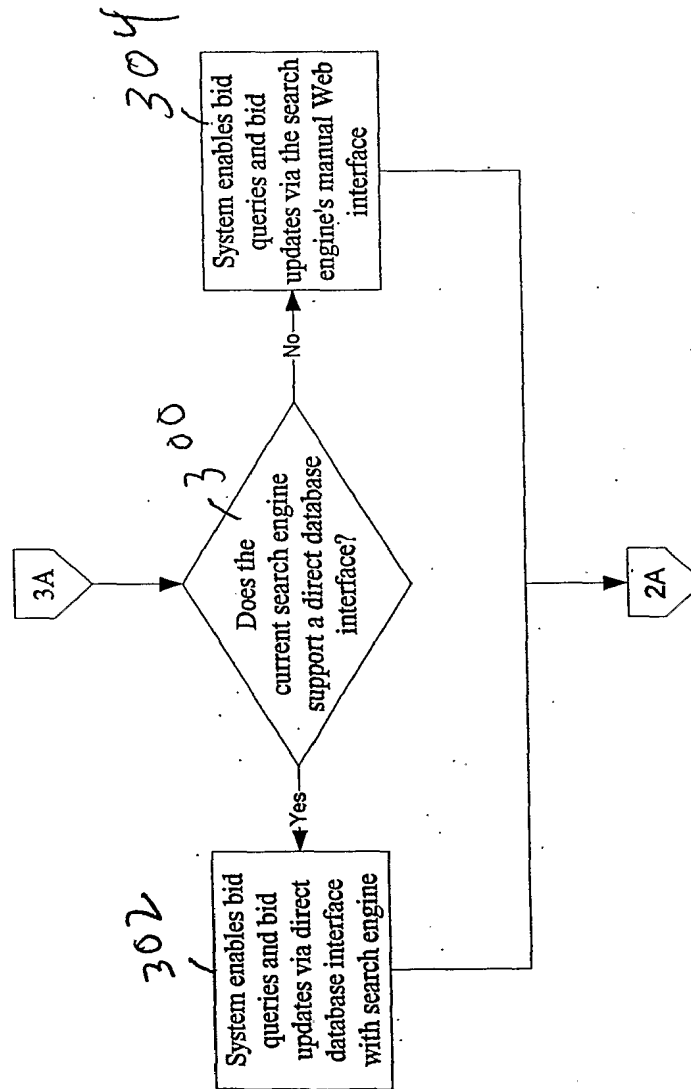 3A
300
Does the
current search engine
support a direct database
interface?
Yes
No
302
System enables bid
queries and bid
updates via direct
database interface
with search engine
304
System enables bid
queries and bid
updates via the search
engine's manual Web
interface
2A